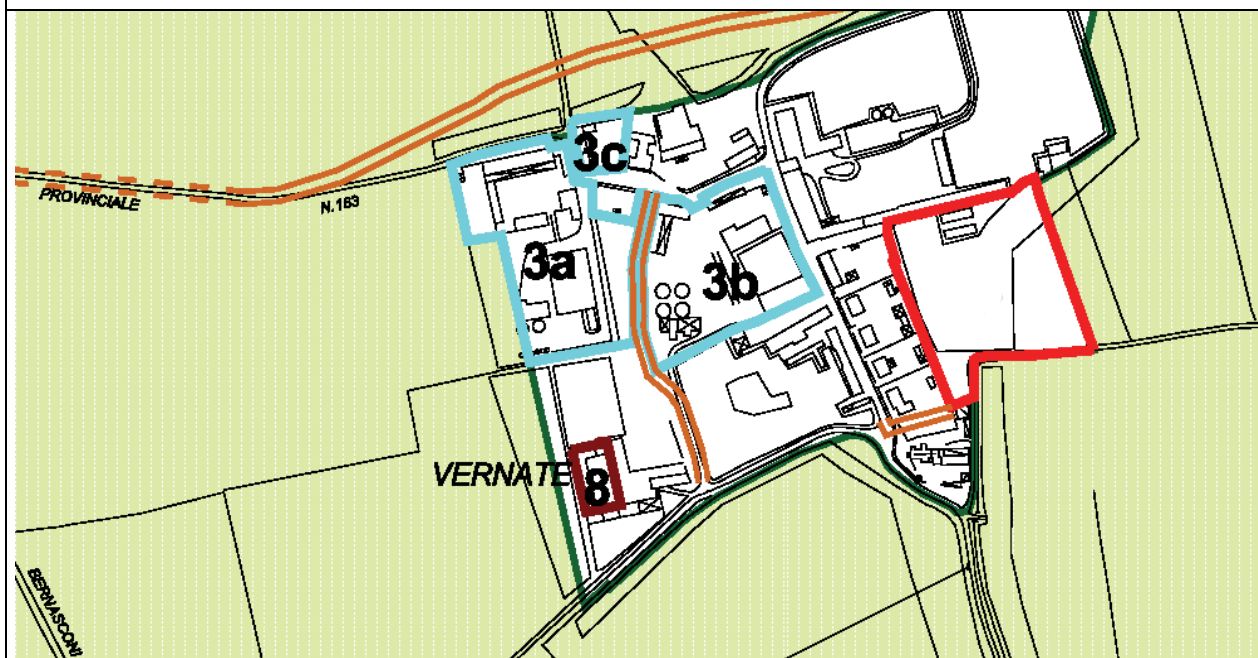 3c
PROVINCIALE
N.163
3a
3b
VERNATE
8
BERNASCONI